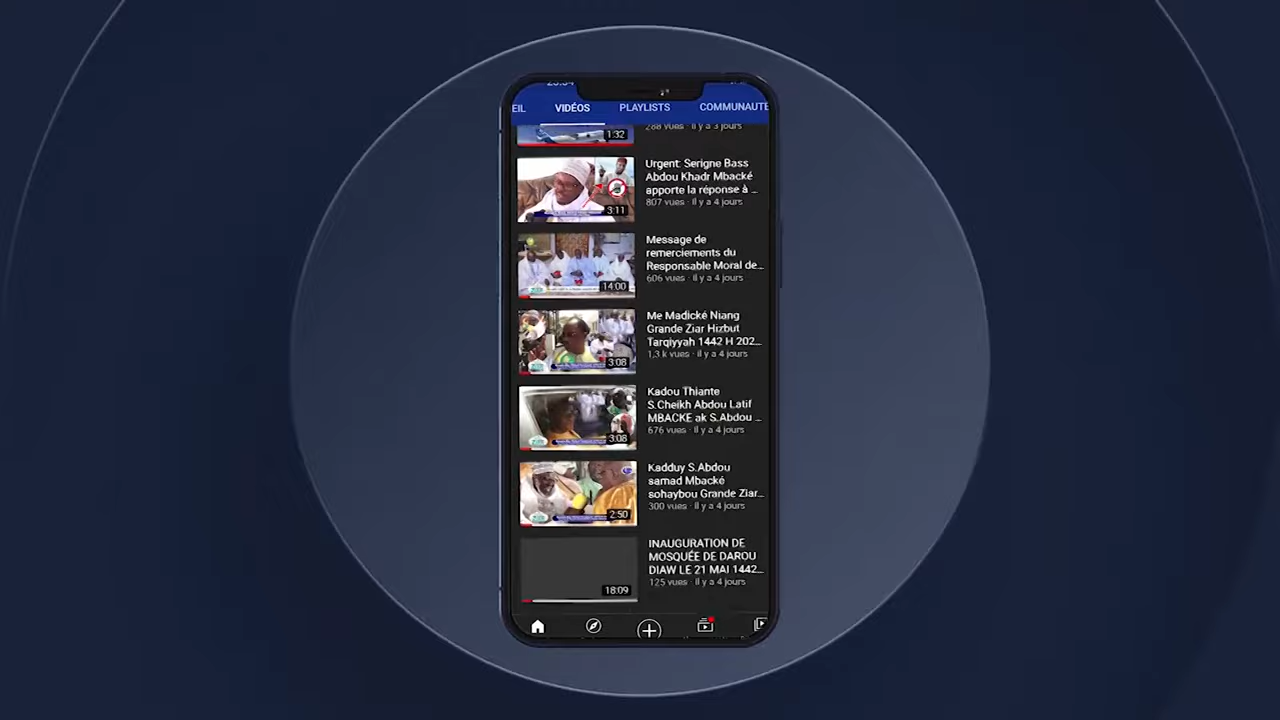 EIL VIDÉOS PLAYLISTS COMMUNAUTÉ
1:32
288 vues · il y a 3 jours
Urgent: Serigne Bass
Abdou Khadr Mbacké
apporte la réponse à ...
807 vues · il y a 4 jours
3:11
Message de
remerciements du
Responsable Moral de...
606 vues · il y a 4 jours
14:00
Me Madické Niang
Grande Ziar Hizbut
Tarqiyyah 1442 H 202...
1,3 k vues · il y a 4 jours
3:08
Kadou Thiante
S.Cheikh Abdou Latif
MBACKE ak S.Abdou ...
676 vues · il y a 4 jours
3:08
Kadduy S.Abdou
samad Mbacké
sohaybou Grande Ziar...
300 vues · il y a 4 jours
2:50
INAUGURATION DE
MOSQUÉE DE DAROU
DIAW LE 21 MAI 1442...
125 vues · il y a 4 jours
18:09